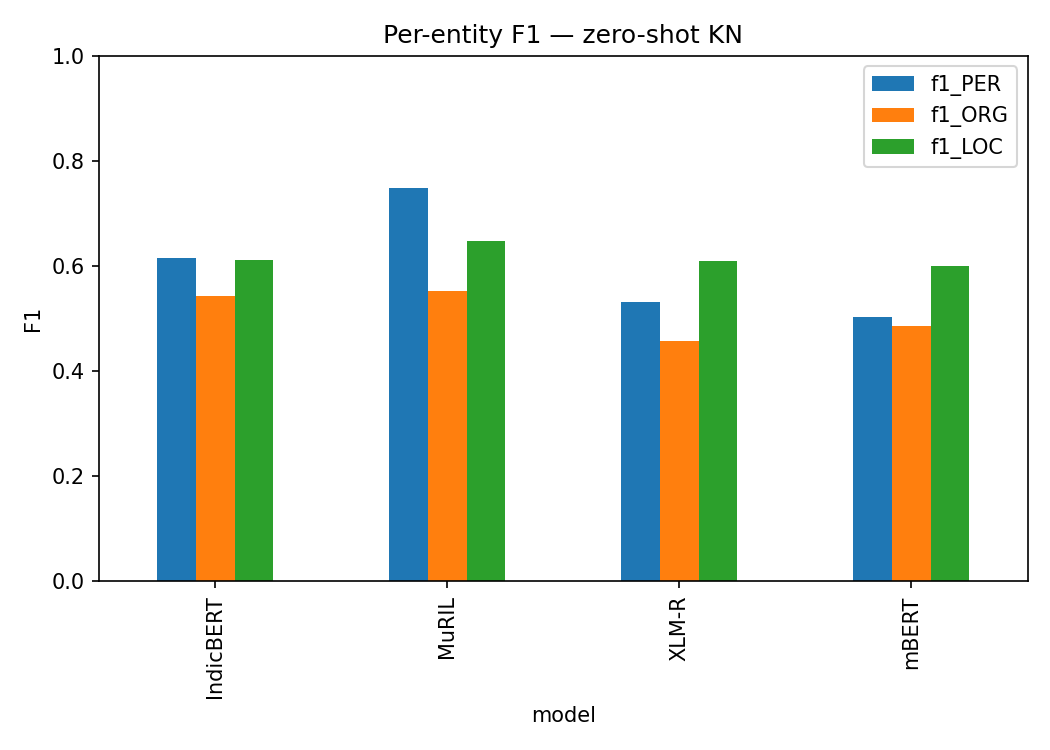 Per-entity F1 — zero-shot KN
1.0
0.8
0.6
0.4
0.2
0.0
F1
f1_PER
f1_ORG
f1_LOC
IndicBERT
MuRIL
XLM-R
mBERT
model